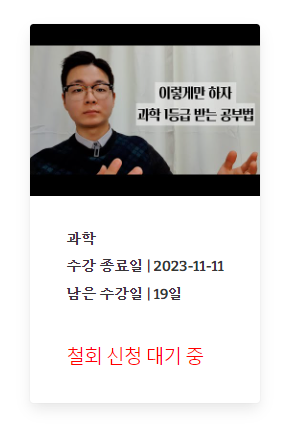 이렇게만 하자
과학 1등급 받는 공부법
과학
수강 종료일 | 2023-11-11
남은 수강일 | 19일
철회 신청 대기 중